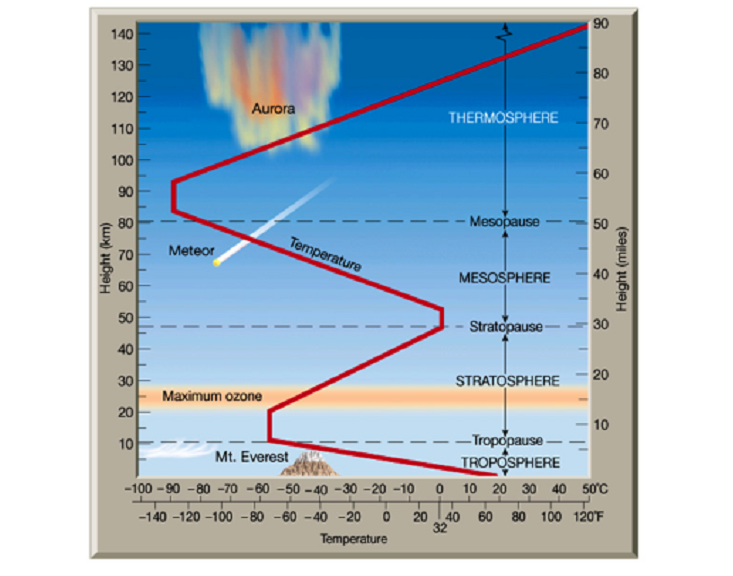 140
130
120
110
100
90
80
70
60
50
40
30
20
10
Height (km)
90
80
70
60
50
40
30
20
10
Height (miles)
Aurora
THERMOSPHERE
Mesopause
Meteor
Temperature
MESOSPHERE
Stratopause
STRATOSPHERE
Maximum ozone
Tropopause
Mt. Everest
TROPOSPHERE
-100 -90 -80 -70 -60 -50 -40 -30 -20 -10 0 10 20 30 40 50°C
-140 -120 -100 -80 -60 -40 -20 0 20 40 60 80 100 120°F
32
Temperature